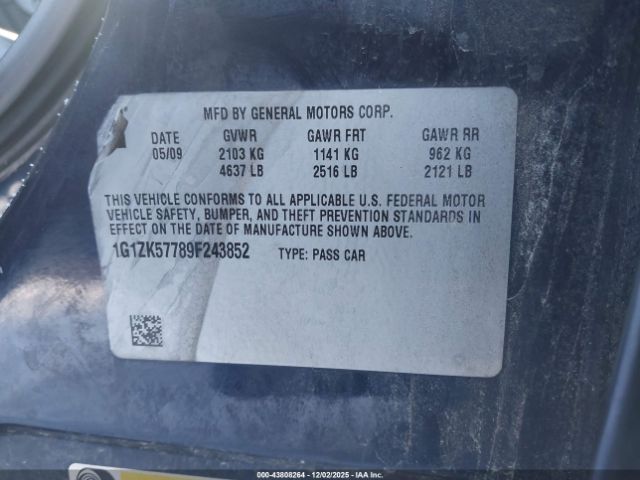 MFD BY GENERAL MOTORS CORP.
DATE GVWR GAWR FRT GAWR RR
05/09 2103 KG 1141 KG 962 KG
4637 LB 2516 LB 2121 LB
THIS VEHICLE CONFORMS TO ALL APPLICABLE U.S. FEDERAL MOTOR
VEHICLE SAFETY, BUMPER, AND THEFT PREVENTION STANDARDS IN
EFFECT ON THE DATE OF MANUFACTURE SHOWN ABOVE.
1G1ZK57789F243852 TYPE: PASS CAR
000-43808264 - 12/02/2025 - IAA.